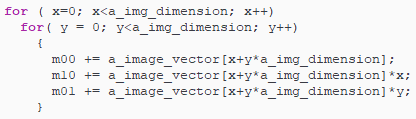 for ( x=0; x<a_img_dimension; x++)
for( y = 0; y<a_img_dimension; y++)
{
m00 += a_image_vector[x+y*a_img_dimension];
m10 += a_image_vector[x+y*a_img_dimension]*x;
m01 += a_image_vector[x+y*a_img_dimension]*y;
}